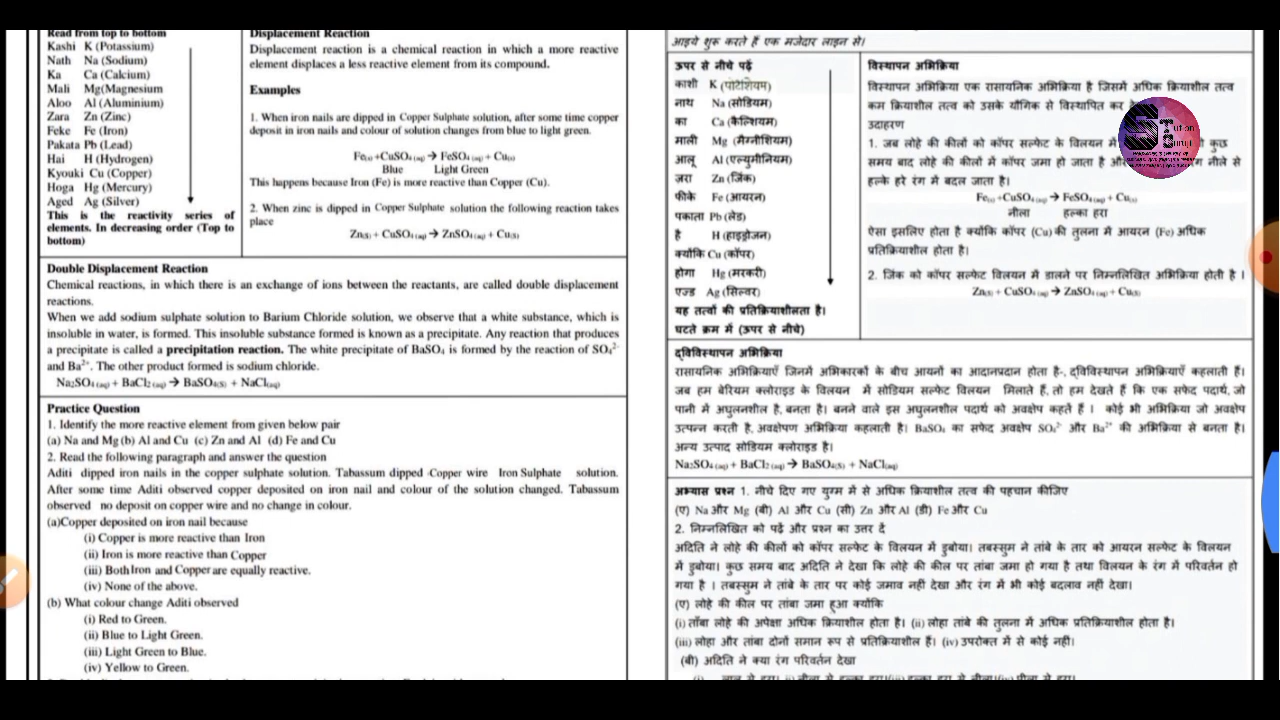 Read from top to bottom
Kashi K (Potassium)
Nath Na (Sodium)
Ka Ca (Calcium)
Mali Mg(Magnesium
Aloo Al (Aluminium)
Zara Zn (Zinc)
Feke Fe (Iron)
Pakata Pb (Lead)
Hai H (Hydrogen)
Kyouki Cu (Copper)
Hoga Hg (Mercury)
Aged Ag (Silver)
This is the reactivity series of
elements. In decreasing order (Top to
bottom)
Displacement Reaction
Displacement reaction is a chemical reaction in which a more reactive
element displaces a less reactive element from its compound.
Examples
1. When iron nails are dipped in Copper Sulphate solution, after some time copper
deposit in iron nails and colour of solution changes from blue to light green.
Fe(s) +CuSO4 (aq) → FeSO4 (aq) + Cu(s)
Blue Light Green
This happens because Iron (Fe) is more reactive than Copper (Cu).
2. When zinc is dipped in Copper Sulphate solution the following reaction takes
place
Zn(S) + CuSO4 (aq) → ZnSO4 (aq) + Cu(S)
Double Displacement Reaction
Chemical reactions, in which there is an exchange of ions between the reactants, are called double displacement
reactions.
When we add sodium sulphate solution to Barium Chloride solution, we observe that a white substance, which is
insoluble in water, is formed. This insoluble substance formed is known as a precipitate. Any reaction that produces
a precipitate is called a precipitation reaction. The white precipitate of BaSO4 is formed by the reaction of SO4²⁻
and Ba²⁺. The other product formed is sodium chloride.
Na2SO4 (aq) + BaCl2 (aq) → BaSO4(S) + NaCl(aq)
Practice Question
1. Identify the more reactive element from given below pair
(a) Na and Mg (b) Al and Cu (c) Zn and Al (d) Fe and Cu
2. Read the following paragraph and answer the question
Aditi dipped iron nails in the copper sulphate solution. Tabassum dipped Copper wire Iron Sulphate solution.
After some time Aditi observed copper deposited on iron nail and colour of the solution changed. Tabassum
observed no deposit on copper wire and no change in colour.
(a)Copper deposited on iron nail because
(i) Copper is more reactive than Iron
(ii) Iron is more reactive than Copper
(iii) Both Iron and Copper are equally reactive.
(iv) None of the above.
(b) What colour change Aditi observed
(i) Red to Green.
(ii) Blue to Light Green.
(iii) Light Green to Blue.
(iv) Yellow to Green.
आइये शुरू करते हैं एक मजेदार लाइन से।
ऊपर से नीचे पढ़ें
काशी K (पोटैशियम)
नाथ Na (सोडियम)
का Ca (कैल्शियम)
माली Mg (मैग्नीशियम)
आलू Al (एल्युमीनियम)
ज़रा Zn (जिंक)
फीके Fe (आयरन)
पकाता Pb (लेड)
है H (हाइड्रोजन)
क्योंकि Cu (कॉपर)
होगा Hg (मरकरी)
एज्ड Ag (सिल्वर)
यह तत्वों की प्रतिक्रियाशीलता है।
घटते क्रम में (ऊपर से नीचे)
विस्थापन अभिक्रिया
विस्थापन अभिक्रिया एक रासायनिक अभिक्रिया है जिसमें अधिक क्रियाशील तत्व
कम क्रियाशील तत्व को उसके यौगिक से विस्थापित कर
उदाहरण
1. जब लोहे की कीलों को कॉपर सल्फेट के विलयन में कुछ
समय बाद लोहे की कीलों में कॉपर जमा हो जाता है नीले से
हल्के हरे रंग में बदल जाता है।
Fe(s) +CuSO4 (aq) → FeSO4 (aq) + Cu(s)
नीला हल्का हरा
ऐसा इसलिए होता है क्योंकि कॉपर (Cu) की तुलना में आयरन (Fe) अधिक
प्रतिक्रियाशील होता है।
2. जिंक को कॉपर सल्फेट विलयन में डालने पर निम्नलिखित अभिक्रिया होती है ।
Zn(S) + CuSO4 (aq) → ZnSO4 (aq) + Cu(S)
द्विविस्थापन अभिक्रिया
रासायनिक अभिक्रिएाँ जिनमें अभिकारकों के बीच आयनों का आदानप्रदान होता है-, द्विविस्थापन अभिक्रिएाँ कहलाती हैं।
जब हम बेरियम क्लोराइड के विलयन में सोडियम सल्फेट विलयन मिलाते हैं, तो हम देखते हैं कि एक सफेद पदार्थ, जो
पानी में अघुलनशील है, बनता है। बनने वाले इस अघुलनशील पदार्थ को अवक्षेप कहतें हैं । कोई भी अभिक्रिया जो अवक्षेप
उत्पन्न करती है, अवक्षेपण अभिक्रिया कहलाती है। BaSO4 का सफेद अवक्षेप SO4²⁻ और Ba²⁺ की अभिक्रिया से बनता है।
अन्य उत्पाद सोडियम क्लोराइड है।
Na2SO4 (aq) + BaCl2 (aq) → BaSO4(S) + NaCl(aq)
अभ्यास प्रश्न 1. नीचे दिए गए युग्म में से अधिक क्रियाशील तत्व की पहचान कीजिए
(ए) Na और Mg (बी) Al और Cu (सी) Zn और Al (डी) Fe और Cu
2. निम्नलिखित को पढ़ें और प्रश्न का उत्तर दें
अदिति ने लोहे की कीलों को कॉपर सल्फेट के विलयन में डुबोया। तबस्सुम ने तांबे के तार को आयरन सल्फेट के विलयन
में डुबोया। कुछ समय बाद अदिति ने देखा कि लोहे की कील पर तांबा जमा हो गया है तथा विलयन के रंग में परिवर्तन हो
गया है । तबस्सुम ने तांबे के तार पर कोई जमाव नहीं देखा और रंग में भी कोई बदलाव नहीं देखा।
(ए) लोहे की कील पर तांबा जमा हुआ क्योंकि
(i) ताँबा लोहे की अपेक्षा अधिक क्रियाशील होता है। (ii) लोहा तांबे की तुलना में अधिक प्रतिक्रियाशील होता है।
(iii) लोहा और तांबा दोनों समान रूप से प्रतिक्रियाशील हैं। (iv) उपरोक्त में से कोई नहीं।
(बी) अदिति ने क्या रंग परिवर्तन देखा